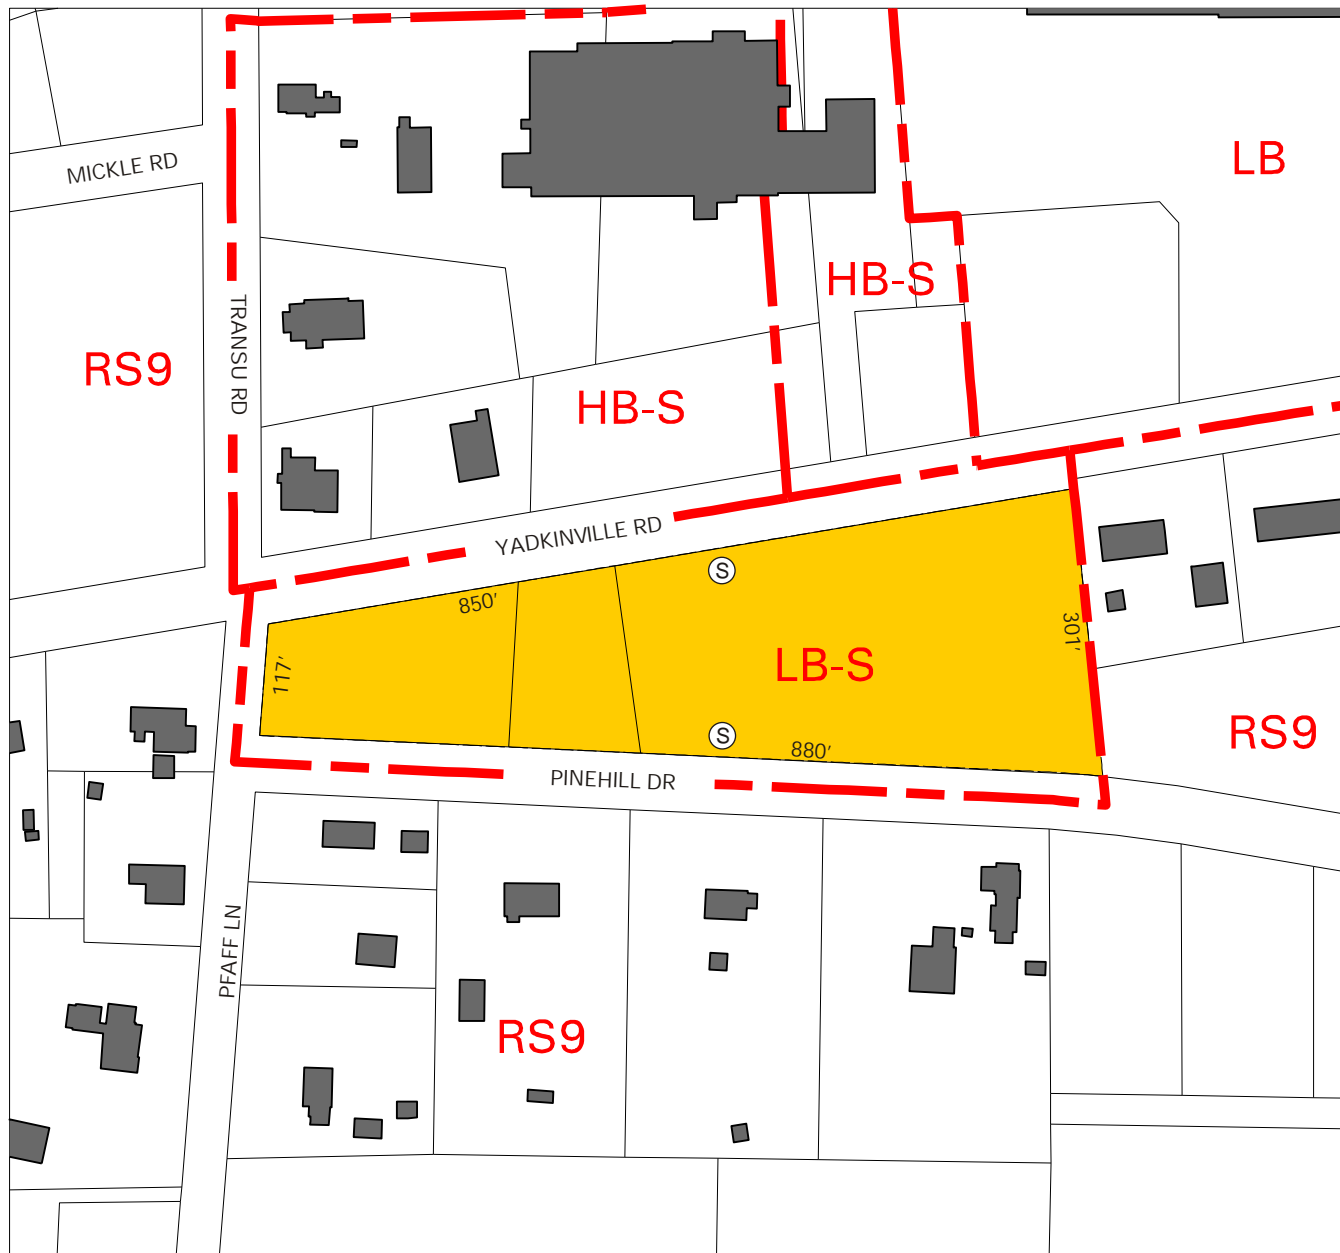 LB
MICKLE RD
HB-S
TRANSU RD
RS9
HB-S
YADKINVILLE RD
S
850'
301'
117'
LB-S
RS9
S
880'
PINEHILL DR
PFAFF LN
RS9